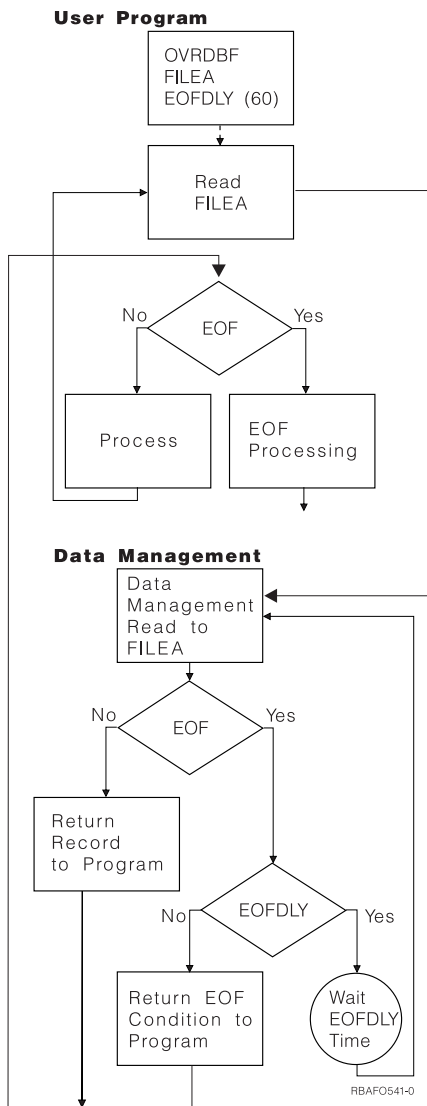 User Program
OVRDBF
FILEA
EOFDLY (60)
Read
FILEA
No
EOF
Yes
Process
EOF
Processing
Data Management
Data
Management
Read to
FILEA
No
EOF
Yes
Return
Record
to Program
No
EOFDLY
Yes
Return EOF
Condition to
Program
Wait
EOFDLY
Time
RBAFO541-0